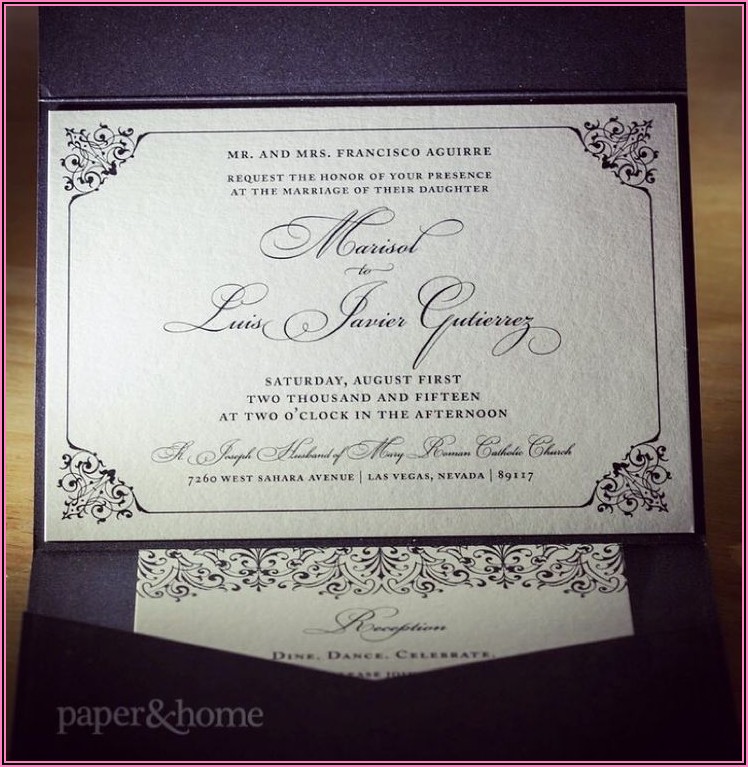 MR. AND MRS. FRANCISCO AGUIRRE
REQUEST THE HONOR OF YOUR PRESENCE
AT THE MARRIAGE OF THEIR DAUGHTER
Marisol
to
Luis Javier Gutierrez
SATURDAY, AUGUST FIRST
TWO THOUSAND AND FIFTEEN
AT TWO O'CLOCK IN THE AFTERNOON
St. Joseph Husband of Mary Roman Catholic Church
7260 WEST SAHARA AVENUE | LAS VEGAS, NEVADA | 89117
Reception
DINE. DANCE. CELEBRATE.
paper&home